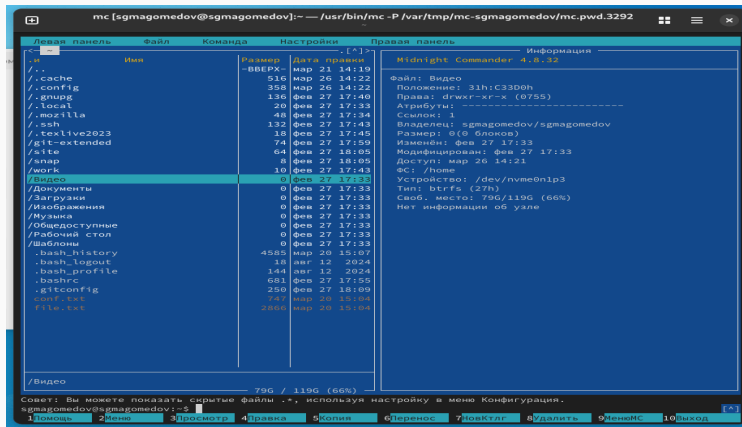 mc [sgmagomedov@sgmagomedov]:~ — /usr/bin/mc -P /var/tmp/mc-sgmagomedov/mc.pwd.3292
Левая панель Файл Команда Настройки Правая панель
<— ~ .[^]>
.и Имя Размер Дата правки
/.. -ВВЕРХ- мар 21 14:19
/.cache 516 мар 26 14:22
/.config 358 мар 26 14:22
/.gnupg 136 фев 27 17:40
/.local 20 фев 27 17:33
/.mozilla 48 фев 27 17:34
/.ssh 132 фев 27 17:43
/.texlive2023 18 фев 27 17:45
/git-extended 74 фев 27 17:59
/site 64 фев 27 18:05
/snap 8 фев 27 18:05
/work 10 фев 27 17:43
/Видео 0 фев 27 17:33
/Документы 0 фев 27 17:33
/Загрузки 0 фев 27 17:33
/Изображения 0 фев 27 17:33
/Музыка 0 фев 27 17:33
/Общедоступные 0 фев 27 17:33
/Рабочий стол 0 фев 27 17:33
/Шаблоны 0 фев 27 17:33
.bash_history 4585 мар 20 15:07
.bash_logout 18 авг 12 2024
.bash_profile 144 авг 12 2024
.bashrc 681 фев 27 17:55
.gitconfig 250 фев 27 18:09
conf.txt 747 мар 20 15:04
file.txt 2866 мар 20 15:04
/Видео
79G / 119G (66%)
Информация
Midnight Commander 4.8.32
Файл: Видео
Положение: 31h:C33D0h
Права: drwxr-xr-x (0755)
Атрибуты: ------------------------
Ссылок: 1
Владелец: sgmagomedov/sgmagomedov
Размер: 0(0 блоков)
Изменён: фев 27 17:33
Модифицирован: фев 27 17:33
Доступ: мар 26 14:21
ФС: /home
Устройство: /dev/nvme0n1p3
Тип: btrfs (27h)
Своб. место: 79G/119G (66%)
Нет информации об узле
Совет: Вы можете показать скрытые файлы .*, используя настройку в меню Конфигурация.
sgmagomedov@sgmagomedov:~$ [^]
1Помощь 2Меню 3Просмотр 4Правка 5Копия 6Перенос 7НовКтлг 8Удалить 9МенюMC 10Выход